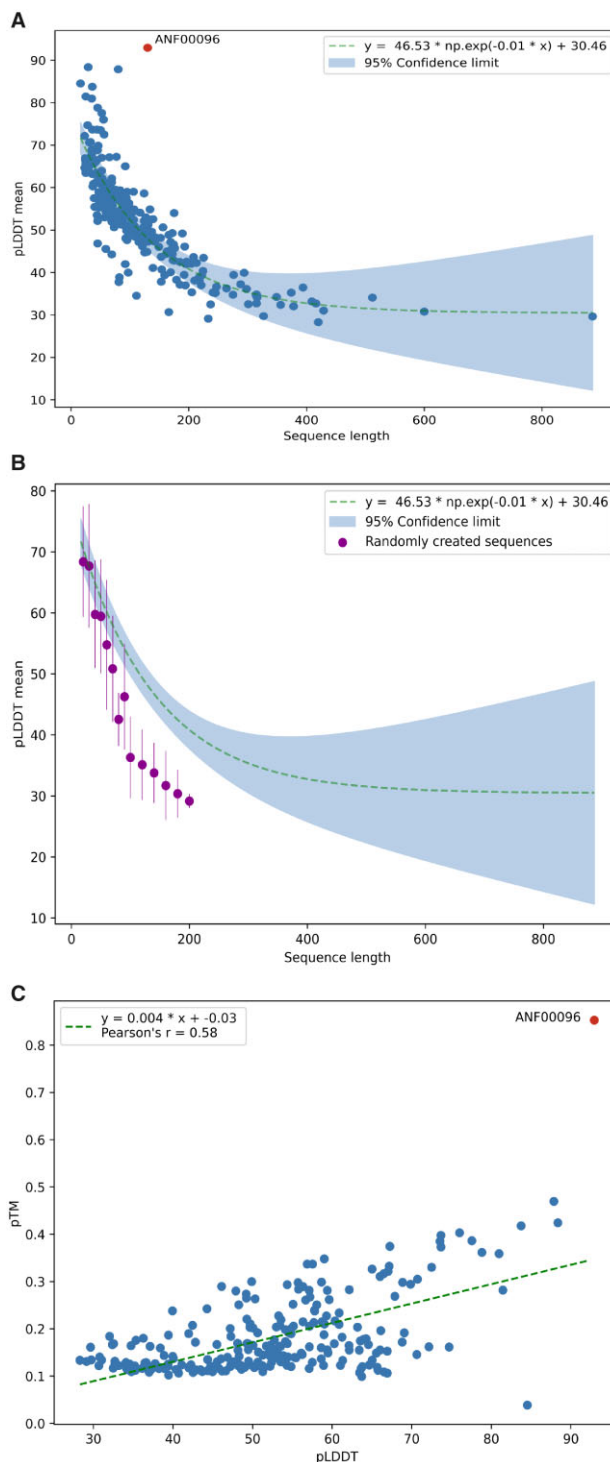 A
ANF00096
y = 46.53 * np.exp(-0.01 * x) + 30.46
95% Confidence limit
90
80
70
60
50
40
30
20
10
pLDDT mean
0
200
400
600
800
Sequence length
B
y = 46.53 * np.exp(-0.01 * x) + 30.46
95% Confidence limit
Randomly created sequences
80
70
60
50
40
30
20
10
pLDDT mean
0
200
400
600
800
Sequence length
C
y = 0.004 * x + -0.03
Pearson's r = 0.58
ANF00096
0.8
0.7
0.6
0.5
0.4
0.3
0.2
0.1
0.0
pTM
30
40
50
60
70
80
90
pLDDT